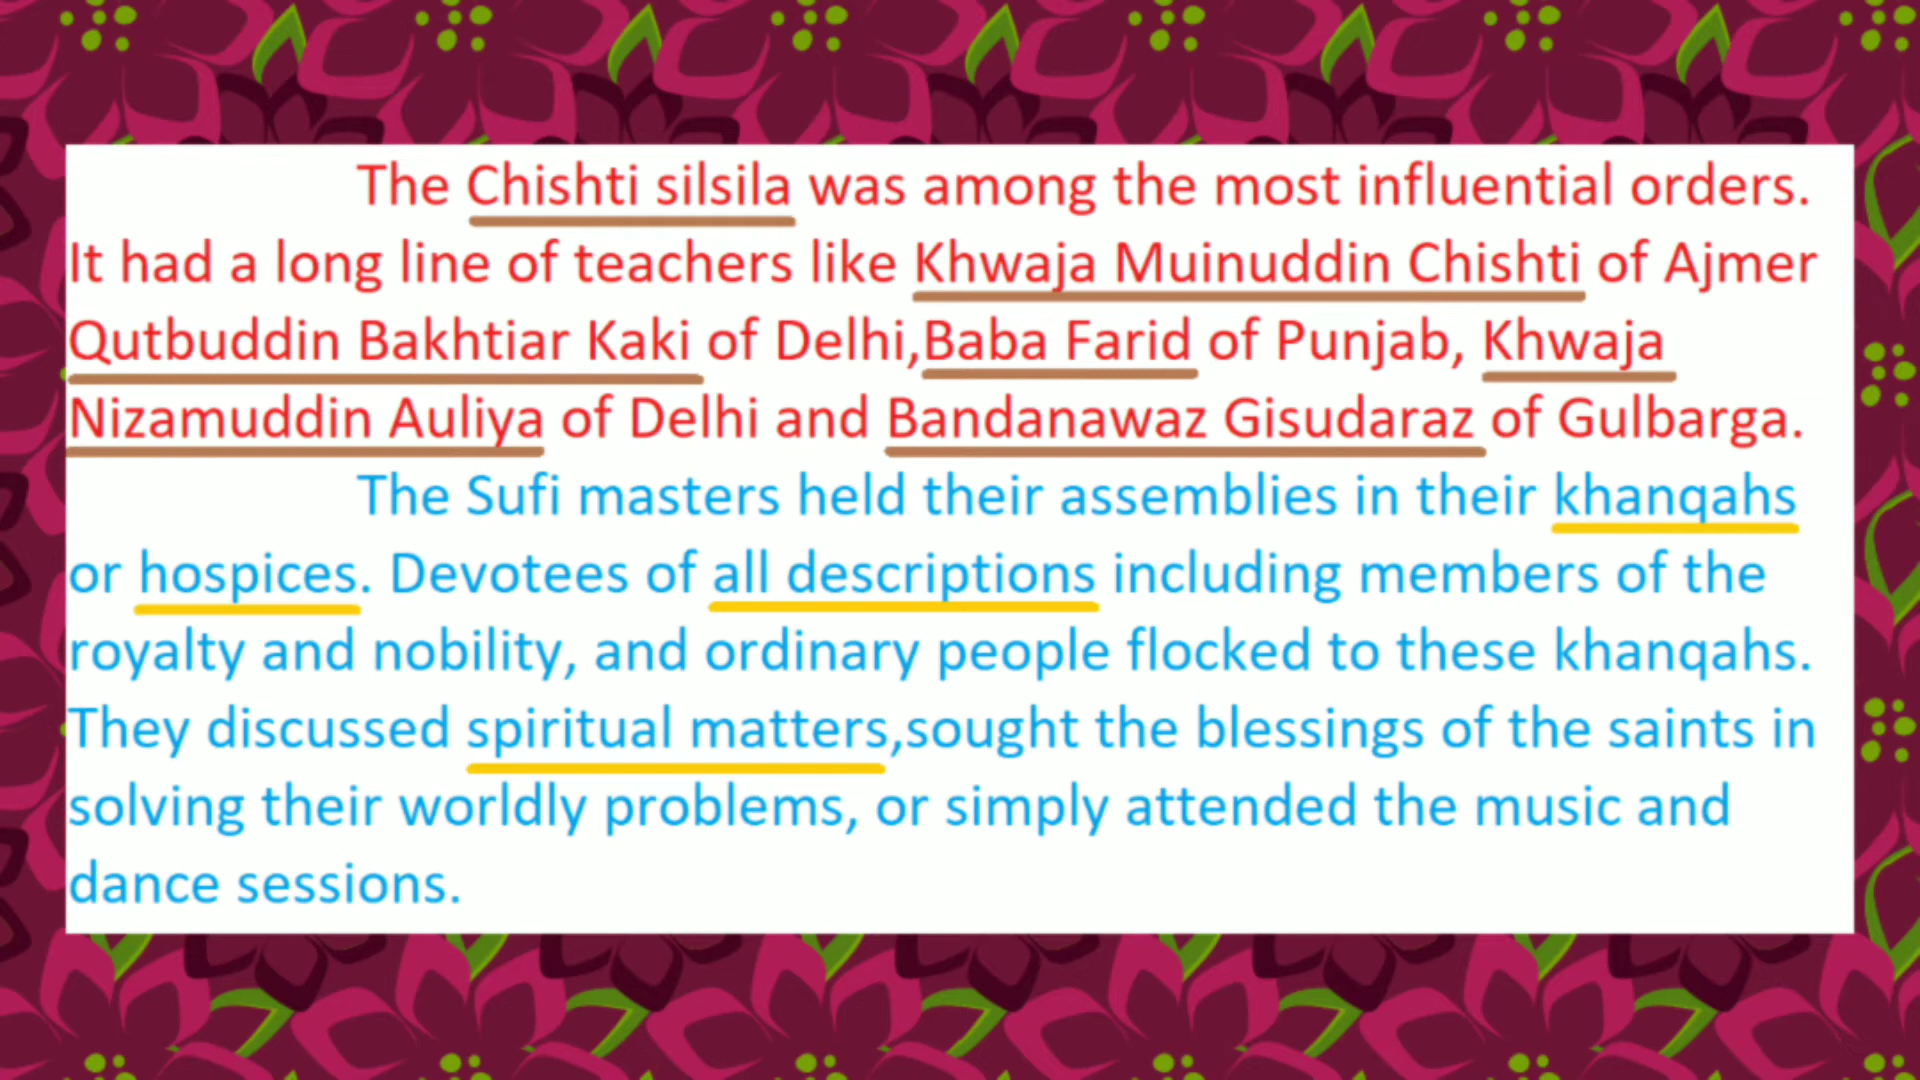 The Chishti silsila was among the most influential orders.
It had a long line of teachers like Khwaja Muinuddin Chishti of Ajmer
Qutbuddin Bakhtiar Kaki of Delhi,Baba Farid of Punjab, Khwaja
Nizamuddin Auliya of Delhi and Bandanawaz Gisudaraz of Gulbarga.
The Sufi masters held their assemblies in their khanqahs
or hospices. Devotees of all descriptions including members of the
royalty and nobility, and ordinary people flocked to these khanqahs.
They discussed spiritual matters,sought the blessings of the saints in
solving their worldly problems, or simply attended the music and
dance sessions.